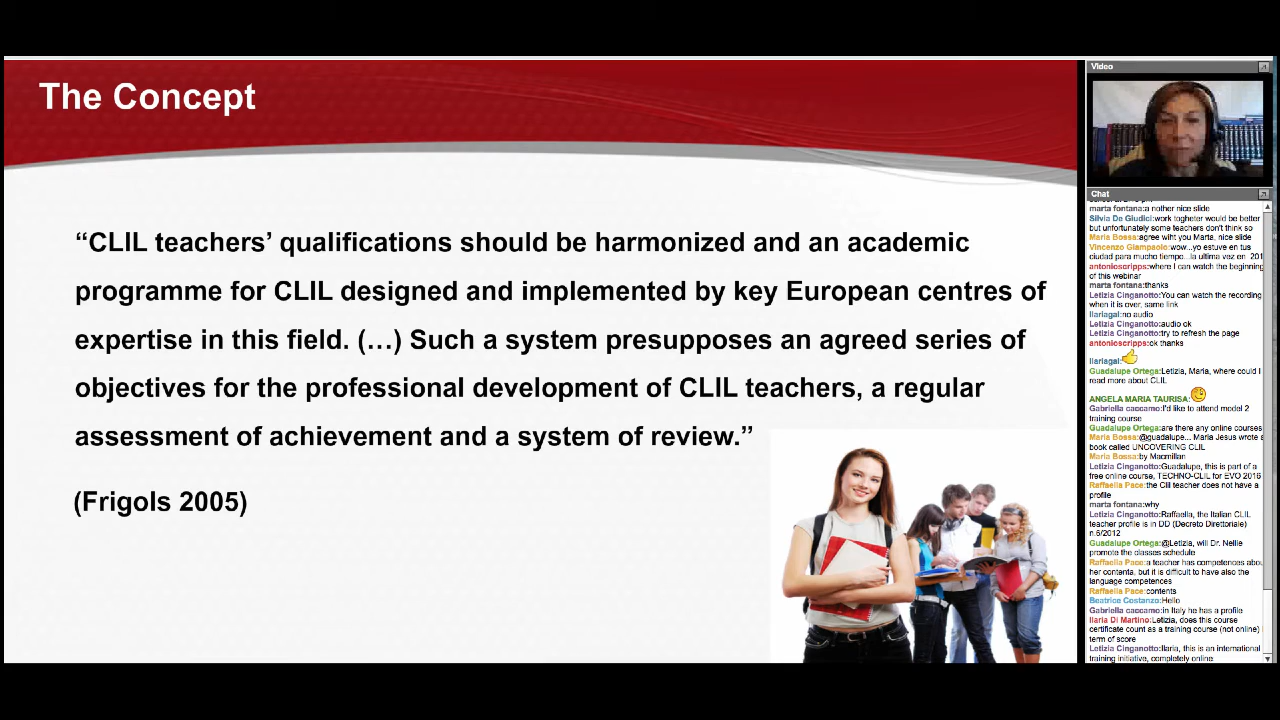 The Concept
“CLIL teachers’ qualifications should be harmonized and an academic
programme for CLIL designed and implemented by key European centres of
expertise in this field. (…) Such a system presupposes an agreed series of
objectives for the professional development of CLIL teachers, a regular
assessment of achievement and a system of review.”
(Frigols 2005)
Video
Chat
marta fontana:a nother nice slide
Silvia De Giudici:work togheter would be better
but unfortunately some teachers don't think so
Maria Bossa:agree wiht you Marta, nice slide
Vincenzo Giampaolo:wow...yo estuve en tus
ciudad para mucho tiempo...la ultima vez en 201
antonioscripps:where I can watch the beginning
of this webinar
marta fontana:thanks
Letizia Cinganotto:You can watch the recording
when it is over, same link
Ilariagal:no audio
Letizia Cinganotto:audio ok
Letizia Cinganotto:try to refresh the page
antonioscripps:ok thanks
Ilariagal:
Guadalupe Ortega:Letizia, Maria, where could I
read more about CLIL
ANGELA MARIA TAURISA:
Gabriella caccamo:I'd like to attend model 2
training course
Guadalupe Ortega:are there any online courses
Maria Bossa:@guadalupe... Maria Jesus wrote a
book called UNCOVERING CLIL
Maria Bossa:by Macmillan
Letizia Cinganotto:Guadalupe, this is part of a
free online course, TECHNO-CLIL for EVO 2016
Raffaella Pace:the Clil teacher does not have a
profile
marta fontana:why
Letizia Cinganotto:Raffaella, the Italian CLIL
teacher profile is in DD (Decreto Direttoriale)
n.6/2012
Guadalupe Ortega:@Letizia, will Dr. Nellie
promote the classes schedule
Raffaella Pace:a teacher has competences abou
her contenta, but it is difficult to have also the
language competences
Raffaella Pace:contents
Beatrice Costanzo:Hello
Gabriella caccamo:in Italy he has a profile
Ilaria Di Martino:Letizia, does this course
certificate count as a training course (not online) i
term of score
Letizia Cinganotto:Ilaria, this is an international
training initiative, completely online.